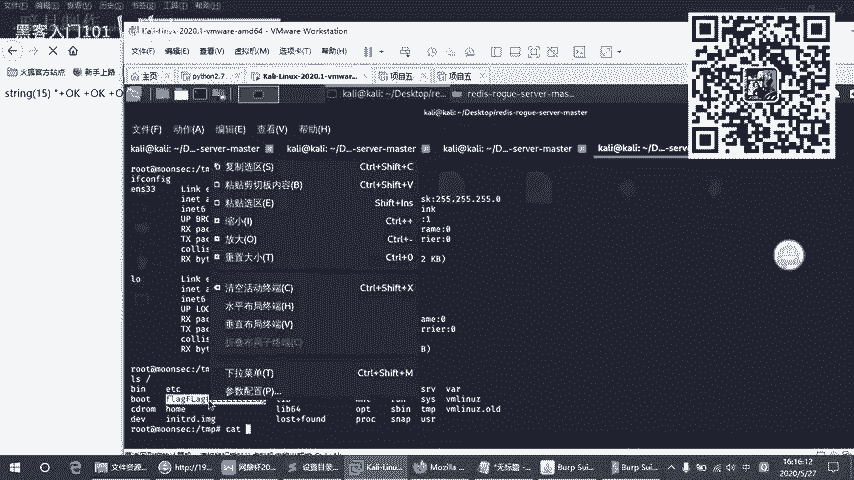 黑客入门101
Kali-Linux-2020.1-vmware-amd64 - VMware Workstation
文件(F) 编辑(E) 查看(V) 虚拟机(M) 选项卡(T) 帮助(H)
火狐官方站点 新手上路
主页 python2.7 Kali-Linux-2020.1-vmwar... 项目五 项目五
string(15) "+OK +OK +O
kali@kali: ~/Desktop/re... redis-rogue-server-mas...
kali@kali: ~/Desktop/redis-rogue-server-master
文件(F) 动作(A) 编辑(E) 查看(V) 帮助(H)
kali@kali: ~/D...-server-master kali@kali: ~/D...-server-master kali@kali: ~/D...-server-master
root@moonsec:/tmp
ifconfig
ens33 Link e
inet a sk:255.255.255.0
inet6 ink
UP BRO :1
RX pac rame:0
TX pac rier:0
collis
RX byt 2 KB)
lo Link e
inet a
inet6
UP LO
RX pac ame:0
TX pac rrier:0
collis
RX byt B)
复制选区(S) Ctrl+Shift+C
粘贴剪切板内容(B) Ctrl+Shift+V
粘贴选区(E) Shift+Ins
缩小(I) Ctrl++
放大(O) Ctrl+-
重置大小(T) Ctrl+0
清空活动终端(C) Ctrl+Shift+X
水平布局终端(H)
垂直布局终端(V)
折叠布局子终端(C)
下拉菜单(T) Ctrl+Shift+M
参数配置(P)...
root@moonsec:/tm
ls /
bin etc srv var
boot sys vmlinuz
cdrom home lib64 opt sbin tmp vmlinuz.old
dev initrd.img lost+found proc snap usr
root@moonsec:/tmp# cat
文件资源... http://19... 网鼎杯20... 设置目录... Kali-Linu... Mozilla ... *无标题 -... Burp Sui... Burp Sui...
16:16:12
2020/5/27